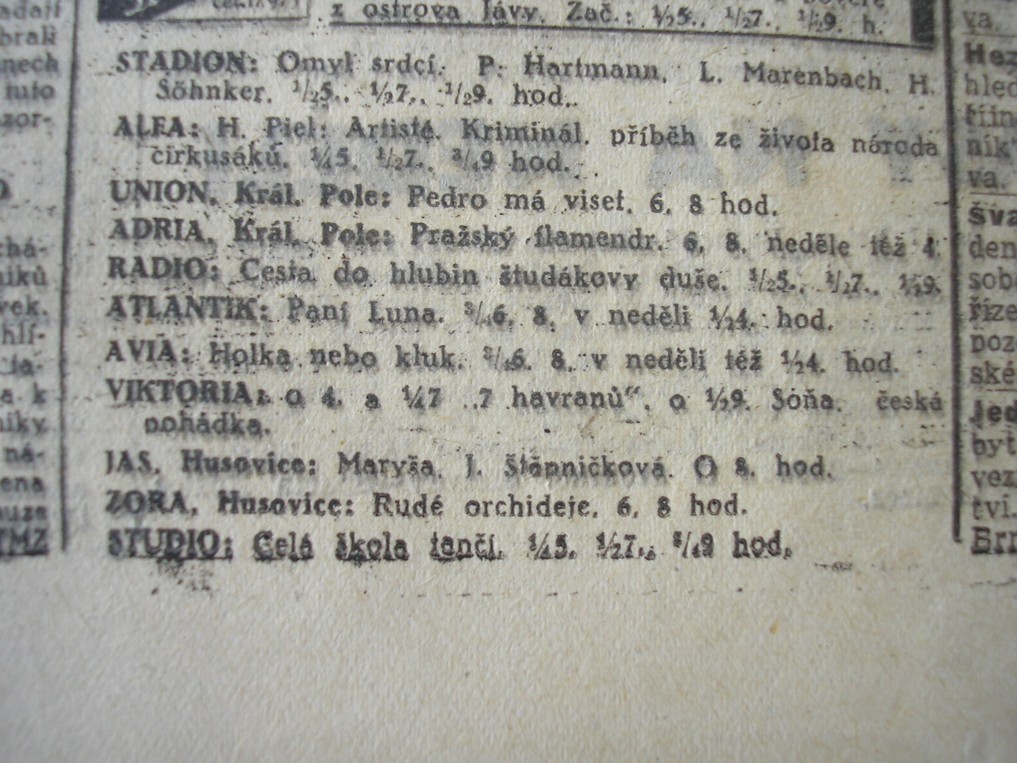 z ostrova Jávy. Zač.: ½5., ½7., ½9. h.
STADION: Omyl srdcí. P. Hartmann, L. Marenbach, H.
Söhnker. ½5., ½7., ½9. hod.
ALFA: H. Piel: Artisté. Kriminál. příběh ze života národa
cirkusáků. ¼5, ½7., ¾9 hod.
UNION, Král. Pole: Pedro má viset. 6, 8 hod.
ADRIA, Král. Pole: Pražský flamendr. 6, 8, neděle též 4
RADIO: Cesta do hlubin študákovy duše. ½5., ½7., ½9.
ATLANTIK: Paní Luna. ¾6, 8, v neděli ½4. hod.
AVIA: Holka nebo kluk. ¾6. 8. v neděli též ½4. hod.
VIKTORIA: o 4. a ¼7 „7 havranů“, o ½9. Sóňa. česká
pohádka.
JAS, Husovice: Maryša. J. Štěpničková. O 8. hod.
ZORA, Husovice: Rudé orchideje. 6, 8 hod.
STUDIO: Celá škola tančí. ¼5. ½7., ¾9 hod.